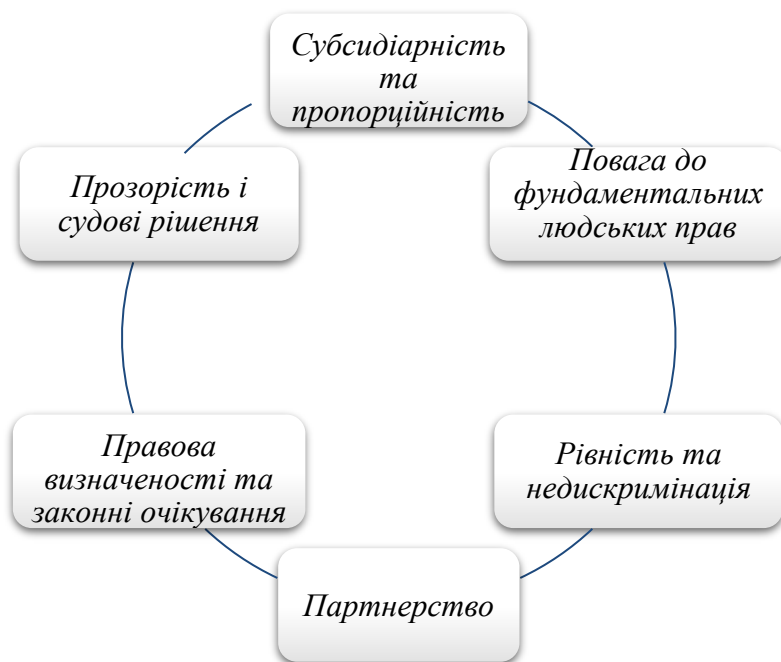 Субсидіарність
та
пропорційність
Повага до
фундаментальних
людських прав
Рівність та
недискримінація
Партнерство
Правова
визначеності та
законні очікування
Прозорість і
судові рішення